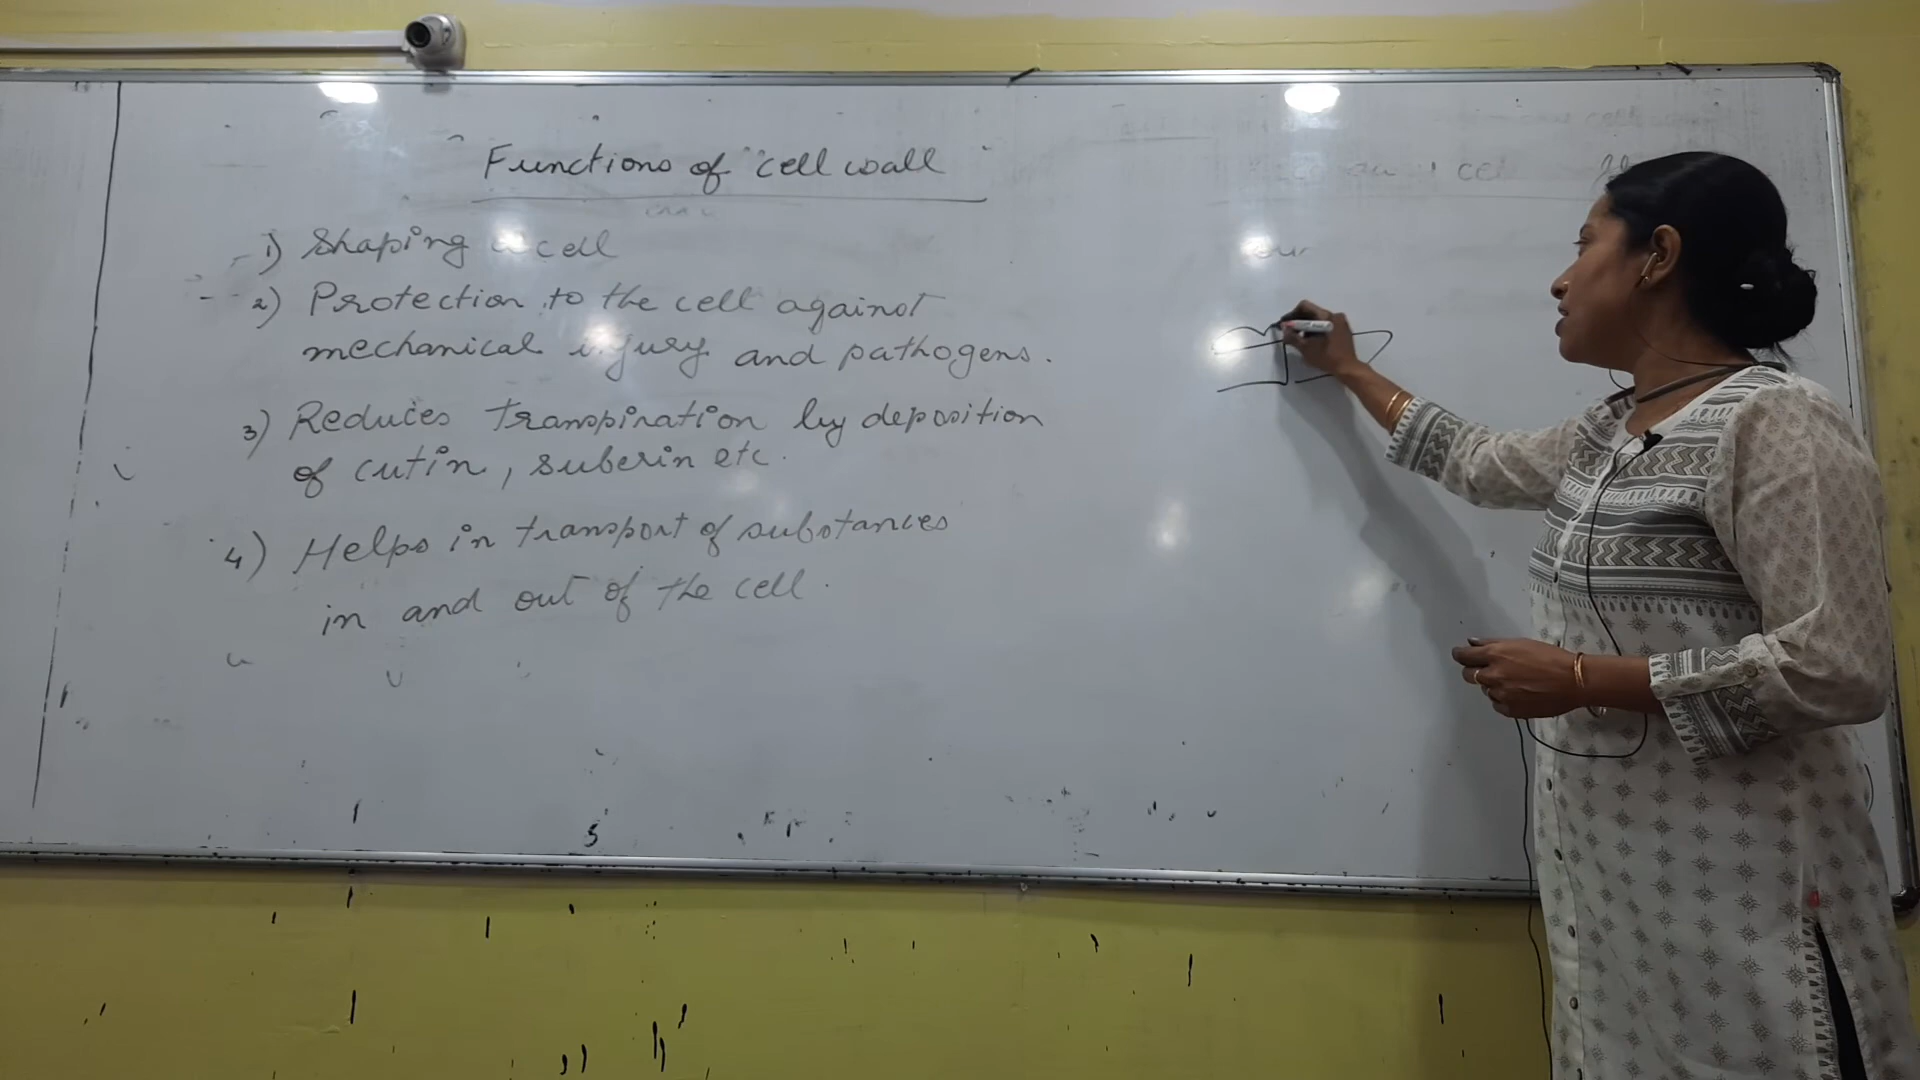 Functions of "cell wall
1) Shaping a cell
2) Protection to the cell against
mechanical injury and pathogens.
3) Reduces transpiration by deposition
of cutin, suberin etc.
4) Helps in transport of substances
in and out of the cell.